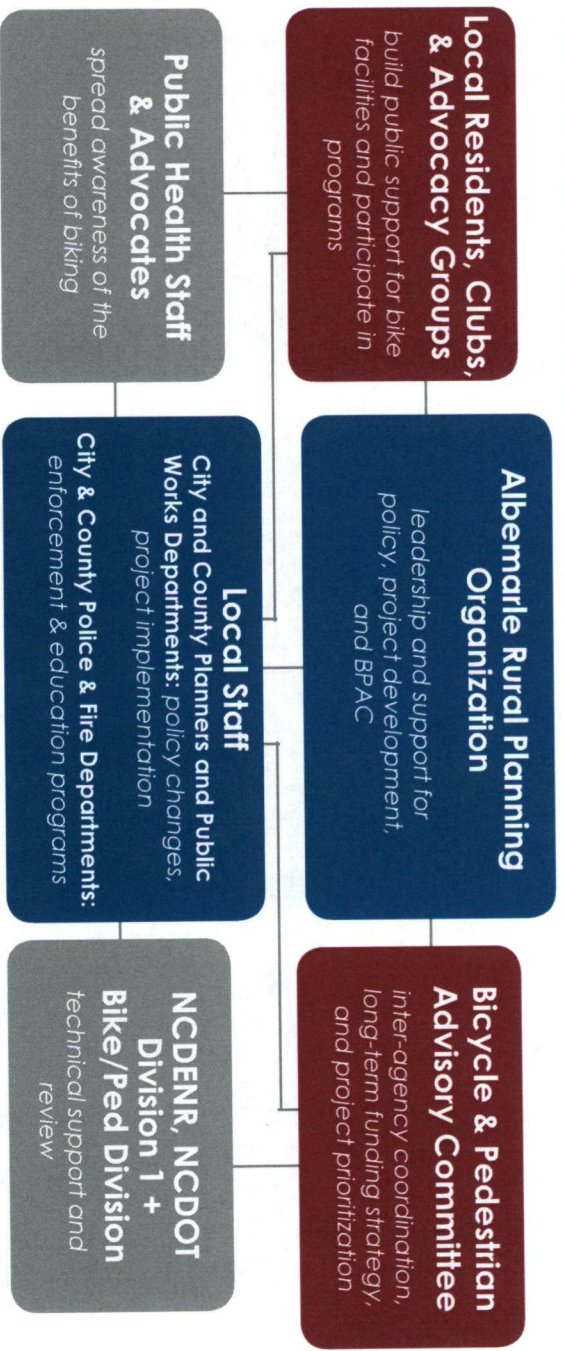 Local Residents, Clubs,
& Advocacy Groups
build public support for bike
facilities and participate in
programs
Albemarle Rural Planning
Organization
leadership and support for
policy, project development,
and BPAC
Bicycle & Pedestrian
Advisory Committee
inter-agency coordination,
long-term funding strategy,
and project prioritization
Public Health Staff
& Advocates
spread awareness of the
benefits of biking
Local Staff
City and County Planners and Public
Works Departments: policy changes,
project implementation
City & County Police & Fire Departments:
enforcement & education programs
NCDENR, NCDOT
Division 1 +
Bike/Ped Division
technical support and
review